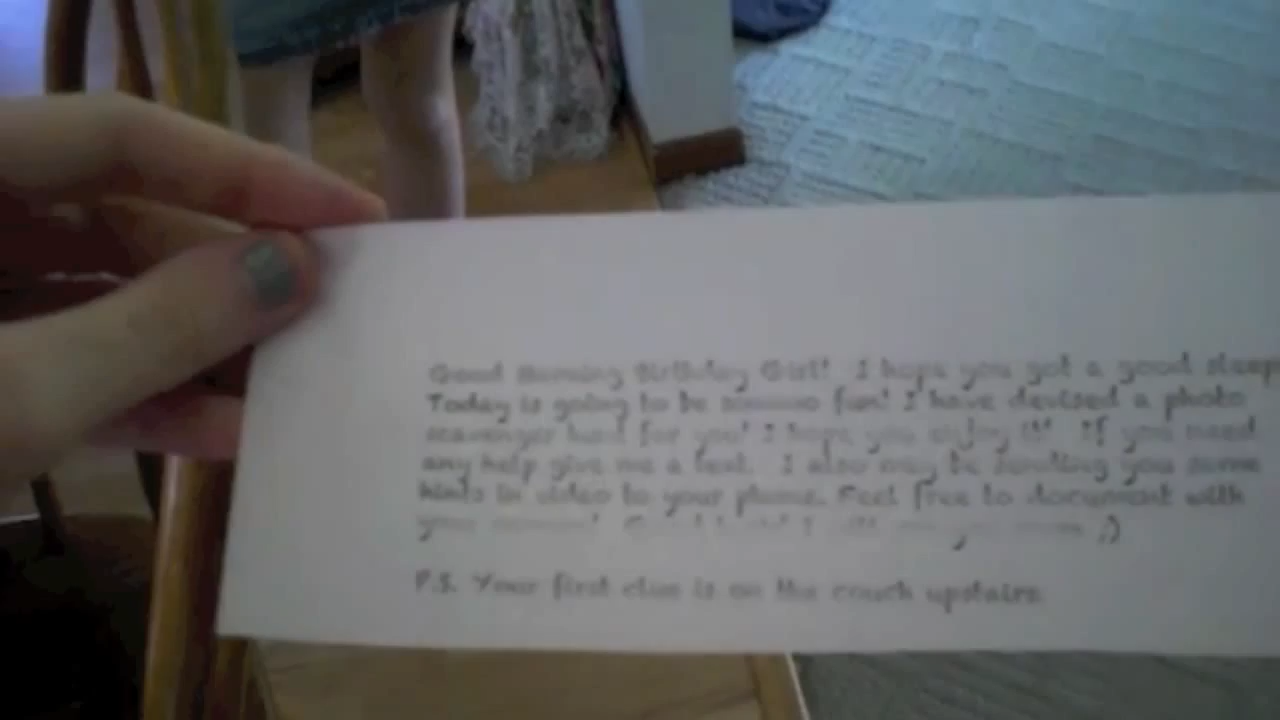 Good morning Birthday Girl! I hope you got a good sleep
Today is going to be fun! I have devised a photo
scavenger hunt for you! I hope you enjoy it! If you need
any help give me a text. I also may be sending you some
hints in video to your phone. Feel free to document with
your ;)
P.S. Your first clue is on the couch upstairs